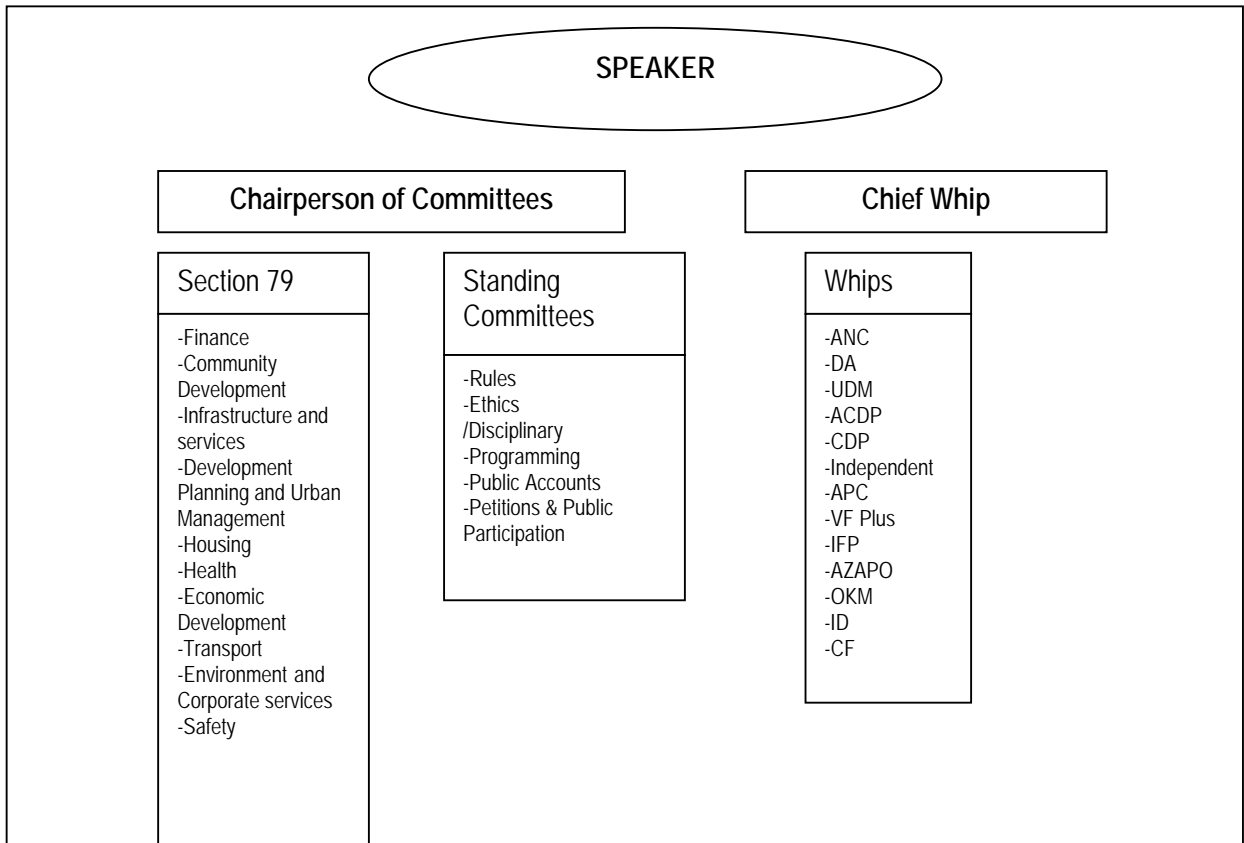 SPEAKER
Chairperson of Committees
Chief Whip
Section 79
-Finance
-Community
Development
-Infrastructure and
services
-Development
Planning and Urban
Management
-Housing
-Health
-Economic
Development
-Transport
-Environment and
Corporate services
-Safety
Standing
Committees
-Rules
-Ethics
/Disciplinary
-Programming
-Public Accounts
-Petitions & Public
Participation
Whips
-ANC
-DA
-UDM
-ACDP
-CDP
-Independent
-APC
-VF Plus
-IFP
-AZAPO
-OKM
-ID
-CF